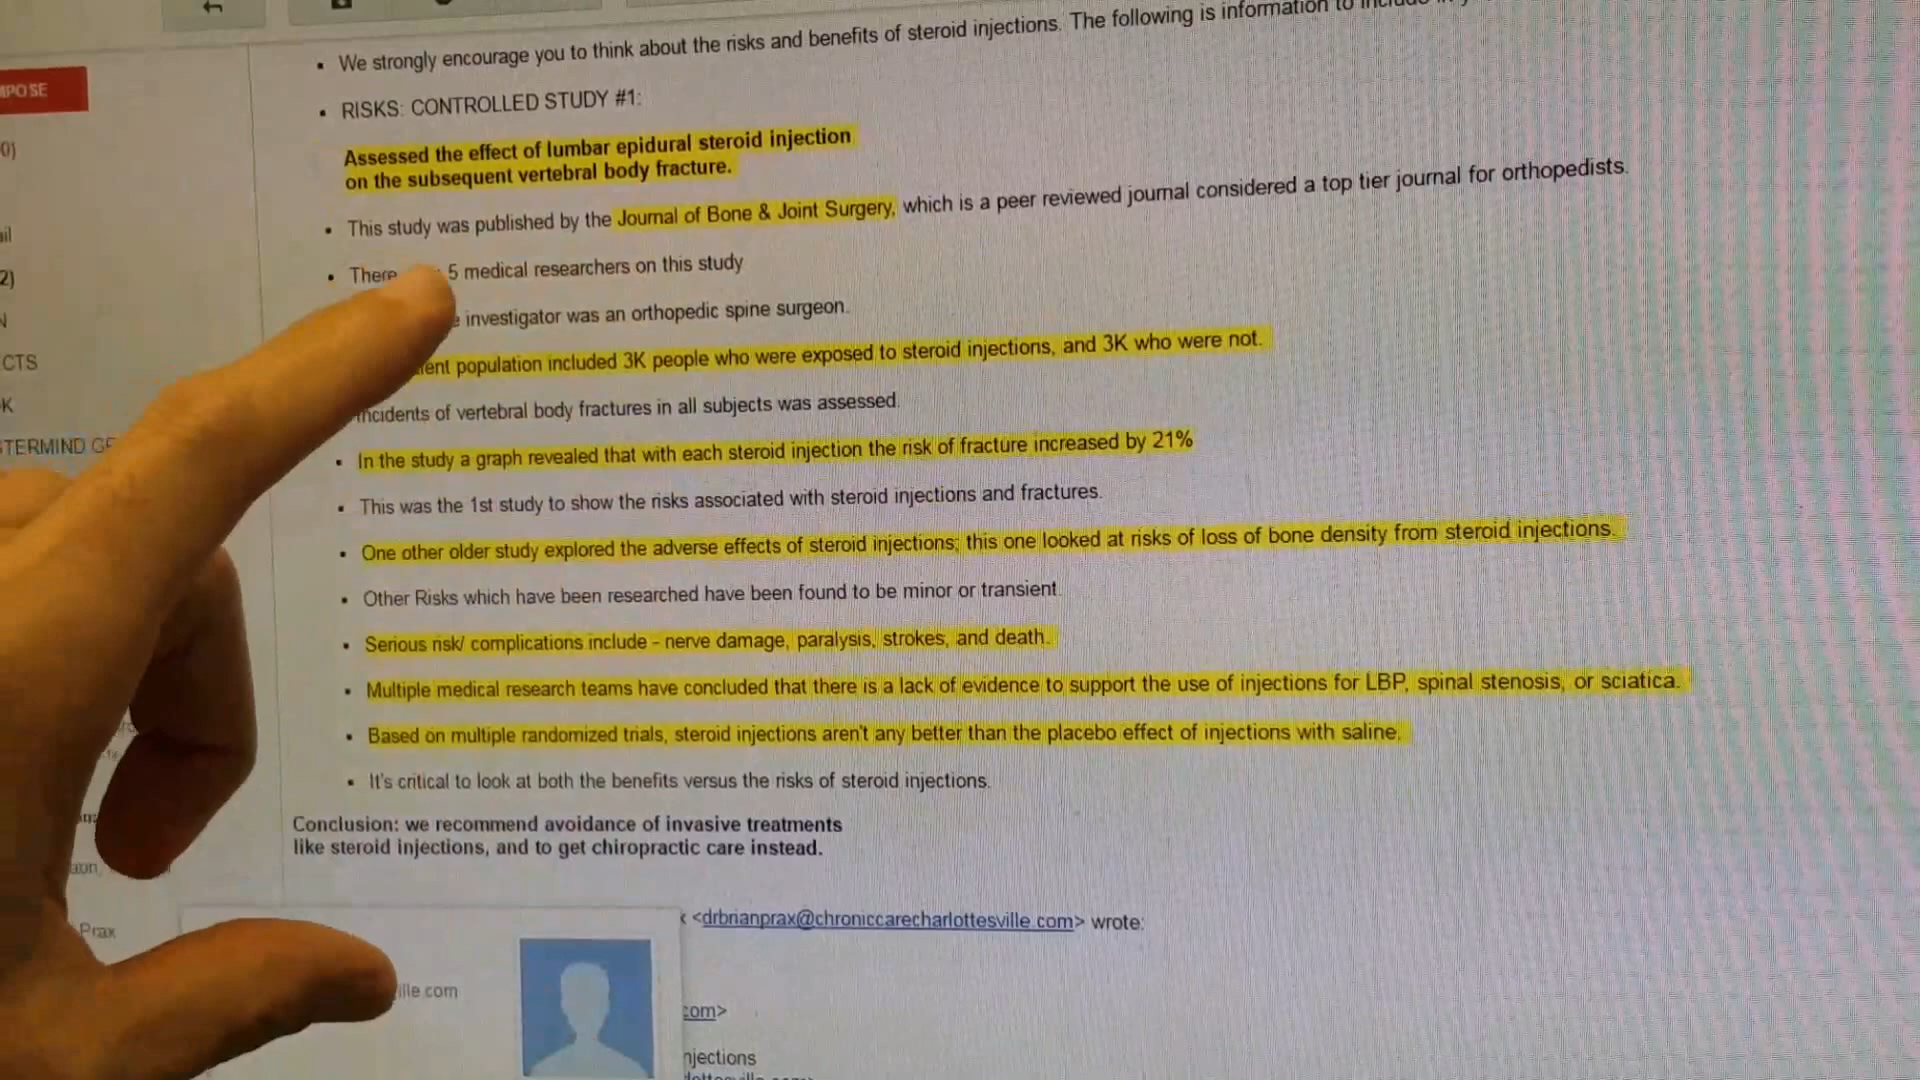 We strongly encourage you to think about the risks and benefits of steroid injections. The following is information to include in
RISKS: CONTROLLED STUDY #1:
Assessed the effect of lumbar epidural steroid injection
on the subsequent vertebral body fracture.
This study was published by the Journal of Bone & Joint Surgery, which is a peer reviewed journal considered a top tier journal for orthopedists.
There 5 medical researchers on this study
investigator was an orthopedic spine surgeon.
population included 3K people who were exposed to steroid injections, and 3K who were not.
incidents of vertebral body fractures in all subjects was assessed.
In the study a graph revealed that with each steroid injection the risk of fracture increased by 21%
This was the 1st study to show the risks associated with steroid injections and fractures.
One other older study explored the adverse effects of steroid injections; this one looked at risks of loss of bone density from steroid injections.
Other Risks which have been researched have been found to be minor or transient.
Serious risk/ complications include - nerve damage, paralysis, strokes, and death.
Multiple medical research teams have concluded that there is a lack of evidence to support the use of injections for LBP, spinal stenosis, or sciatica.
Based on multiple randomized trials, steroid injections aren't any better than the placebo effect of injections with saline.
It's critical to look at both the benefits versus the risks of steroid injections.
Conclusion: we recommend avoidance of invasive treatments
like steroid injections, and to get chiropractic care instead.
<drbrianprax@chroniccarecharlottesville.com> wrote:
Prax
ille.com
com>
njections
MPOSE
0)
ail
2)
N
CTS
K
TERMIND GR